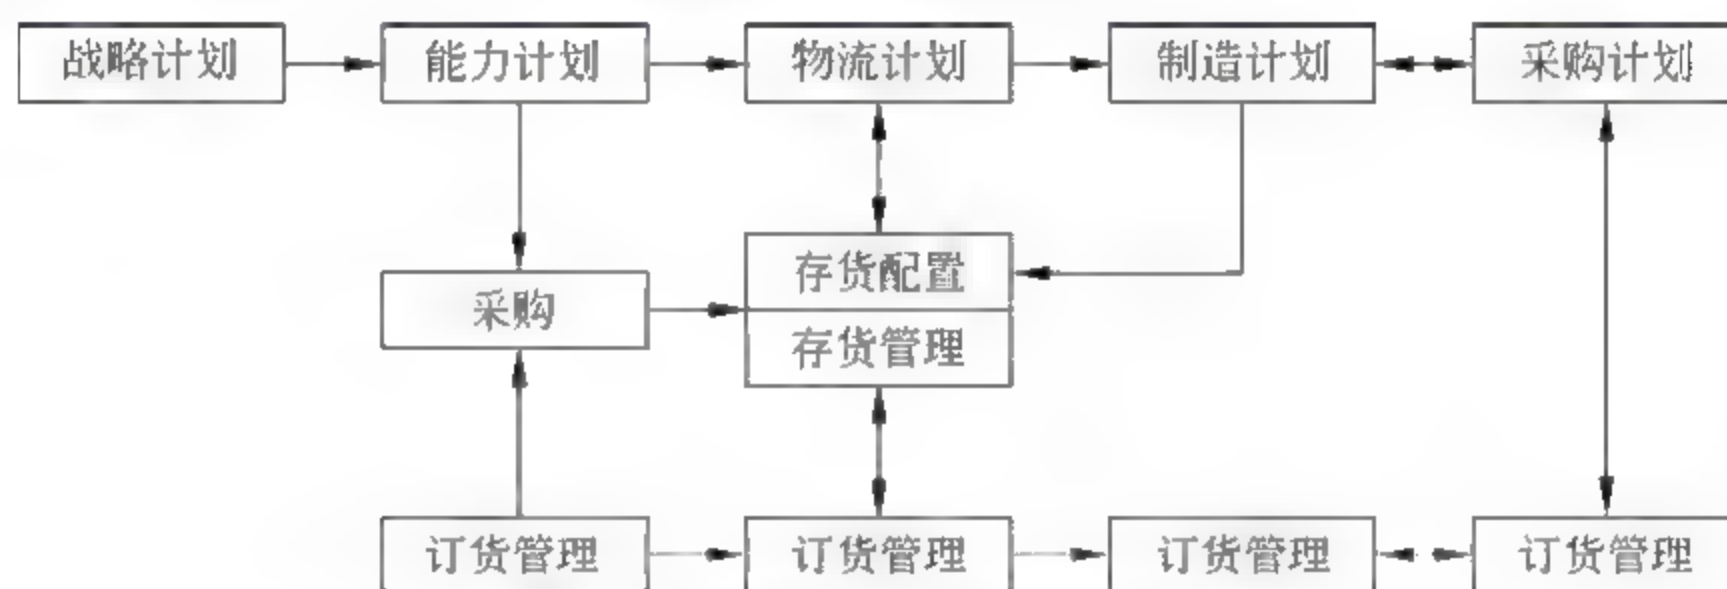 战略计划
能力计划
物流计划
制造计划
采购计划
存货配置
采购
存货管理
订货管理
订货管理
订货管理
订货管理